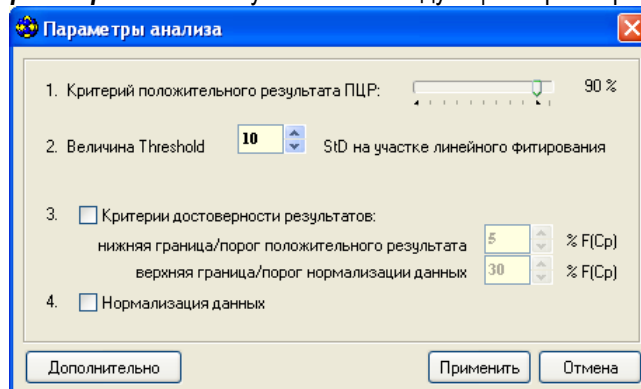 Параметры анализа
1. Критерий положительного результата ПЦР: 90 %
2. Величина Threshold 10 StD на участке линейного фитирования
3. Критерии достоверности результатов:
нижняя граница/порог положительного результата 5 % F(Cp)
верхняя граница/порог нормализации данных 30 % F(Cp)
4. Нормализация данных
Дополнительно Применить Отмена